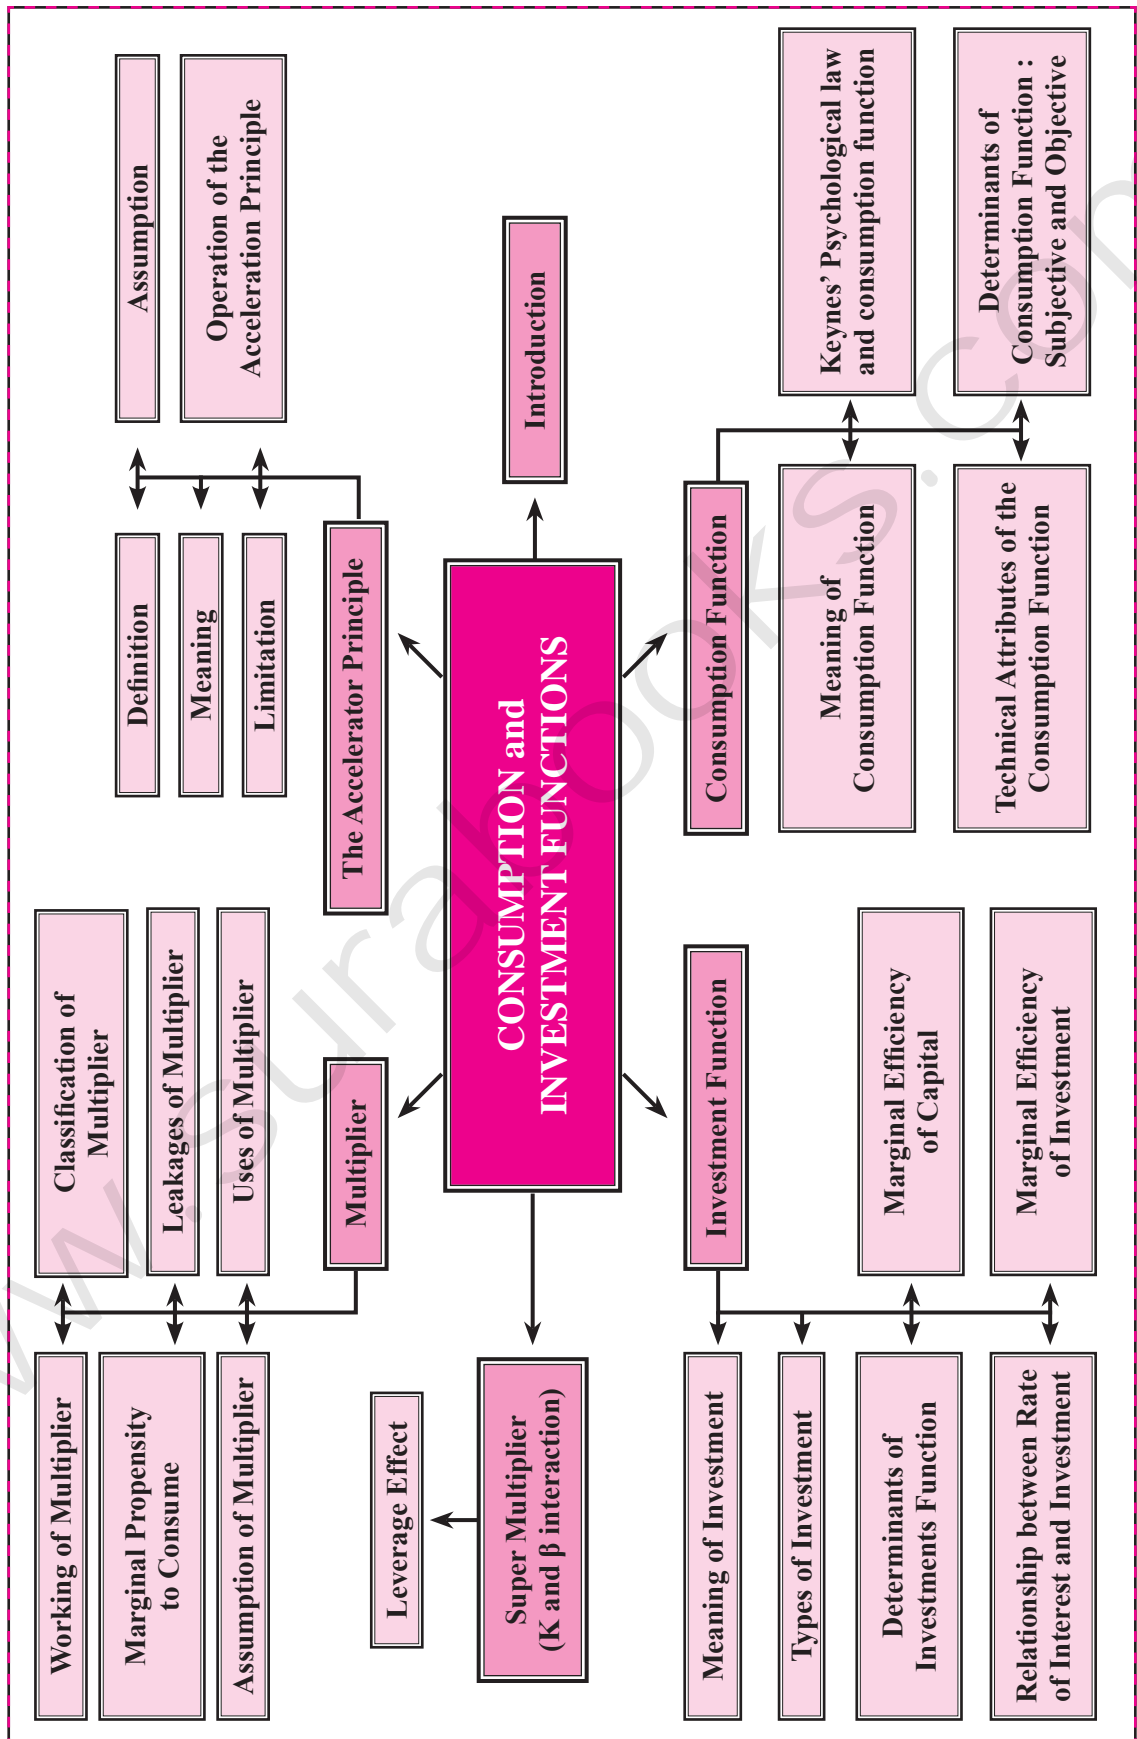 Working of Multiplier
Marginal Propensity
to Consume
Assumption of Multiplier
Classification of
Multiplier
Leakages of Multiplier
Uses of Multiplier
Multiplier
Definition
Meaning
Limitation
Assumption
Operation of the
Acceleration Principle
The Accelerator Principle
Leverage Effect
Super Multiplier
(K and β interaction)
CONSUMPTION and
INVESTMENT FUNCTIONS
Introduction
Investment Function
Meaning of Investment
Types of Investment
Determinants of
Investments Function
Relationship between Rate
of Interest and Investment
Marginal Efficiency
of Capital
Marginal Efficiency
of Investment
Consumption Function
Meaning of
Consumption Function
Technical Attributes of the
Consumption Function
Keynes’ Psychological law
and consumption function
Determinants of
Consumption Function :
Subjective and Objective
ww.surabooks.com